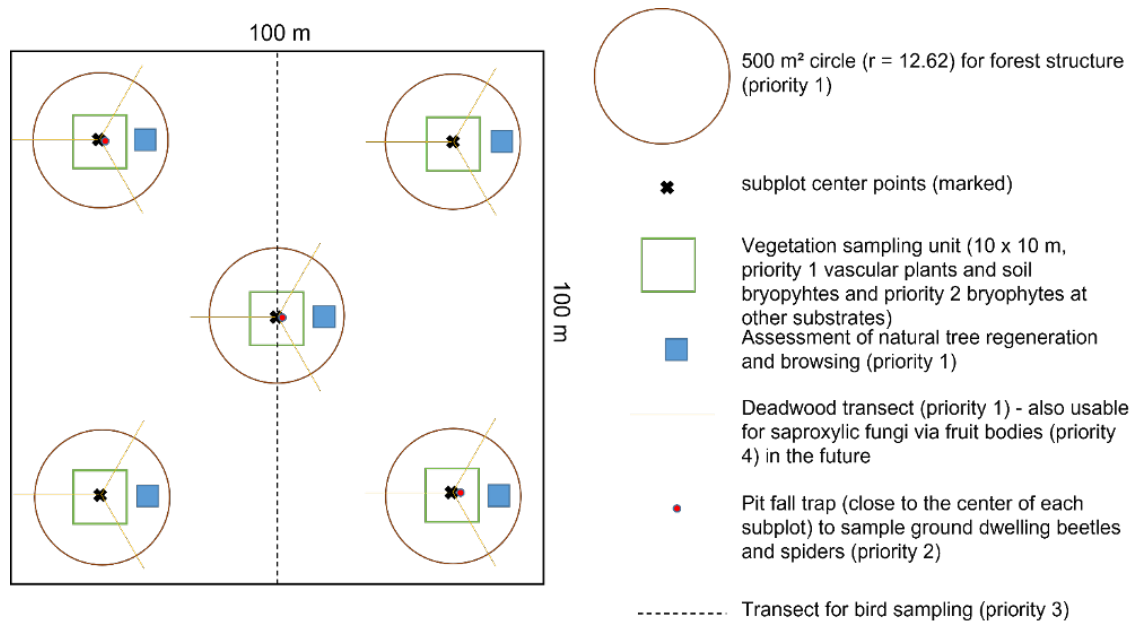 100 m
100 m
500 m² circle (r = 12.62) for forest structure
(priority 1)
subplot center points (marked)
Vegetation sampling unit (10 x 10 m,
priority 1 vascular plants and soil
bryopyhtes and priority 2 bryophytes at
other substrates)
Assessment of natural tree regeneration
and browsing (priority 1)
Deadwood transect (priority 1) - also usable
for saproxylic fungi via fruit bodies (priority
4) in the future
Pit fall trap (close to the center of each
subplot) to sample ground dwelling beetles
and spiders (priority 2)
Transect for bird sampling (priority 3)